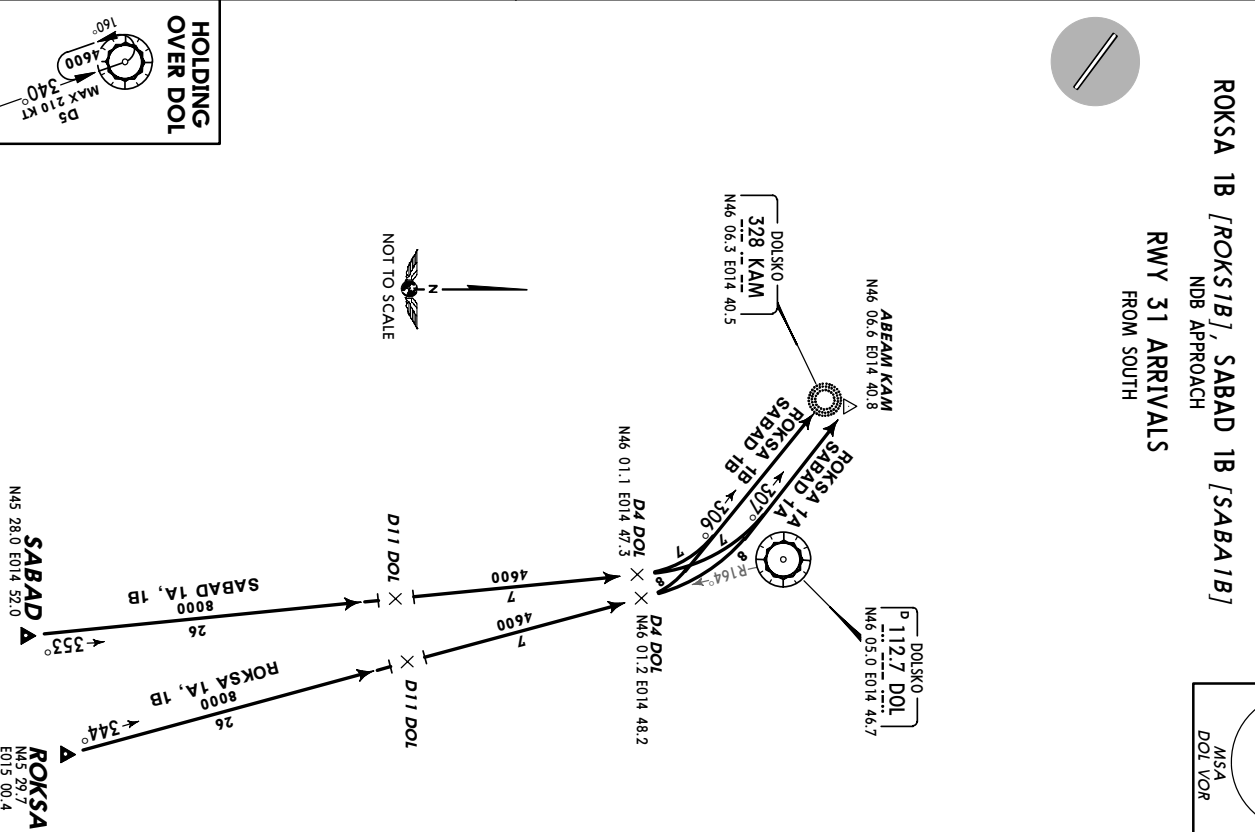 ROKSA 1B [ROKS1B], SABAD 1B [SABA1B]
NDB APPROACH
RWY 31 ARRIVALS
FROM SOUTH
MSA
DOL VOR
ABEAM KAM
N46 06.6 E014 40.8
DOLSKO
328 KAM
N46 06.3 E014 40.5
DOLSKO
D 112.7 DOL
N46 05.0 E014 46.7
ROKSA 1A
SABAD 1A
307°
ROKSA 1B
SABAD 1B
306°
R164°
7
7
8
8
D4 DOL
N46 01.1 E014 47.3
D4 DOL
N46 01.2 E014 48.2
4600
7
4600
7
D11 DOL
D11 DOL
SABAD 1A, 1B
8000
26
353°
ROKSA 1A, 1B
8000
26
344°
SABAD
N45 28.0 E014 52.0
ROKSA
N45 29.7
E015 00.4
N
NOT TO SCALE
HOLDING
OVER DOL
160°
4600
340°
MAX 210 KT
D5